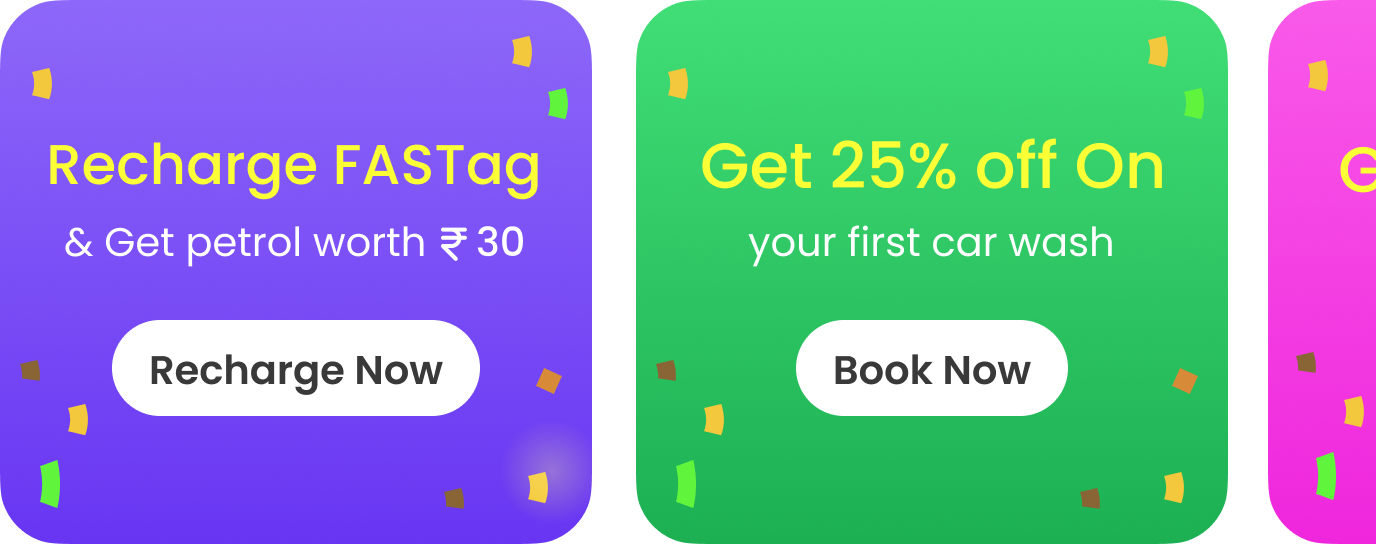 Recharge FASTag
& Get petrol worth ₹ 30
Recharge Now
Get 25% off On
your first car wash
Book Now
G